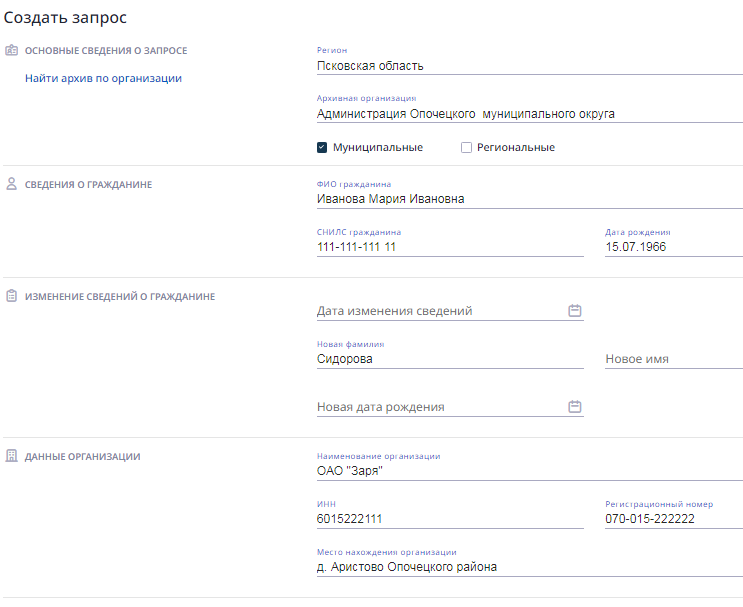 Создать запрос
ОСНОВНЫЕ СВЕДЕНИЯ О ЗАПРОСЕ
Найти архив по организации
Регион
Псковская область
Архивная организация
Администрация Опочецкого муниципального округа
Муниципальные Региональные
СВЕДЕНИЯ О ГРАЖДАНИНЕ
ФИО гражданина
Иванова Мария Ивановна
СНИЛС гражданина Дата рождения
111-111-111 11 15.07.1966
ИЗМЕНЕНИЕ СВЕДЕНИЙ О ГРАЖДАНИНЕ
Дата изменения сведений
Новая фамилия
Сидорова Новое имя
Новая дата рождения
ДАННЫЕ ОРГАНИЗАЦИИ
Наименование организации
ОАО "Заря"
ИНН Регистрационный номер
6015222111 070-015-222222
Место нахождения организации
д. Аристово Опочецкого района